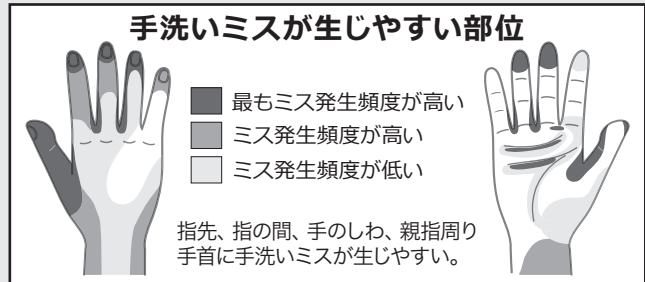 手洗いミスが生じやすい部位
最もミス発生頻度が高い
ミス発生頻度が高い
ミス発生頻度が低い
指先、指の間、手のしわ、親指周り
手首に手洗いミスが生じやすい。